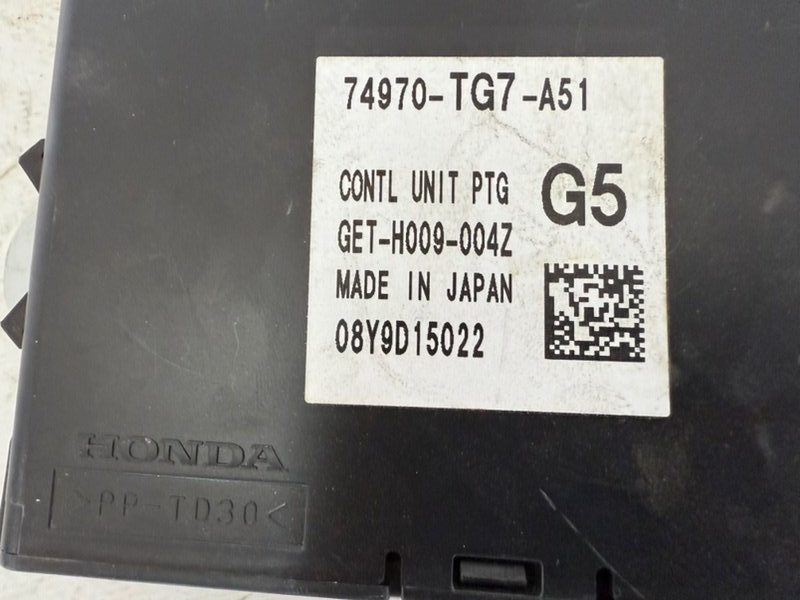 74970-TG7-A51
CONTL UNIT PTG
G5
GET-H009-004Z
MADE IN JAPAN
08Y9D15022
HONDA
>PP-TD30<